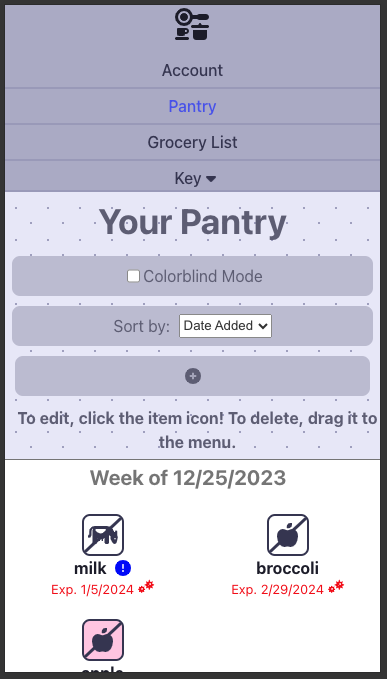 Account
Pantry
Grocery List
Key
Your Pantry
Colorblind Mode
Sort by: Date Added
To edit, click the item icon! To delete, drag it to
the menu.
Week of 12/25/2023
milk
broccoli
Exp. 1/5/2024
Exp. 2/29/2024
apple